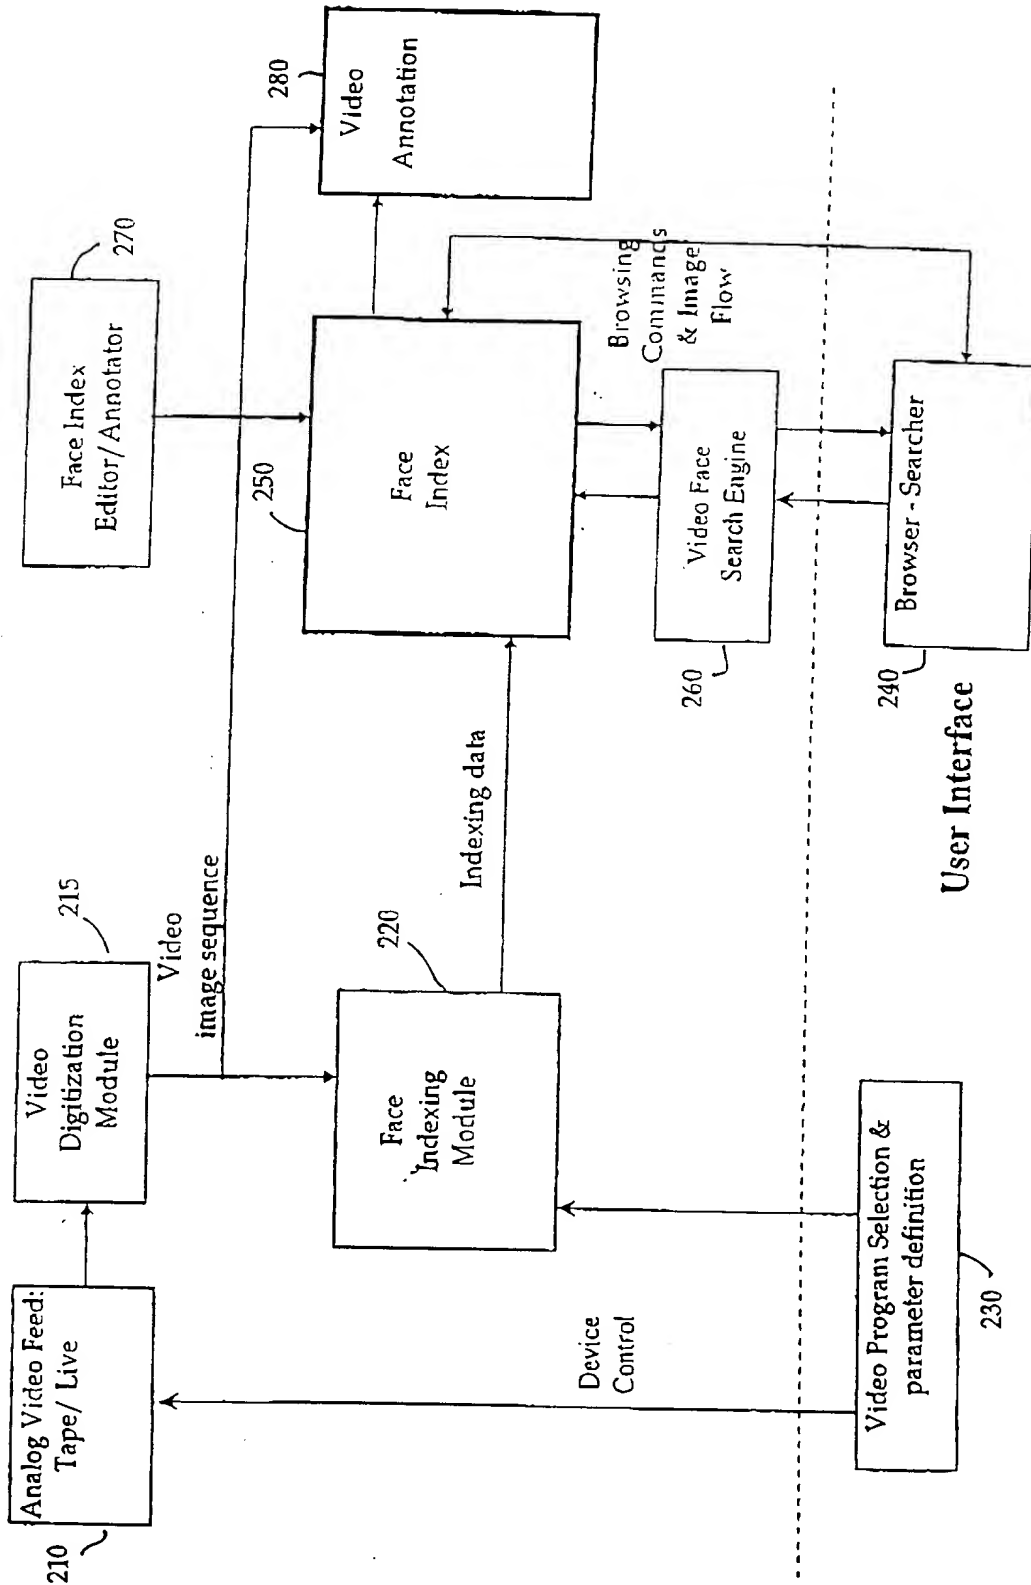 210
Analog Video Feed:
Tape/ Live
Video
Digitization
Module
215
Video
image sequence
Face Index
Editor/Annotator
270
280
Video
Annotation
Face
Indexing
Module
220
Indexing data
250
Face
Index
Device
Control
260
Video Face
Search Engine
Browsing
Commands
& Image
Flow
Video Program Selection &
parameter definition
230
240
Browser - Searcher
User Interface